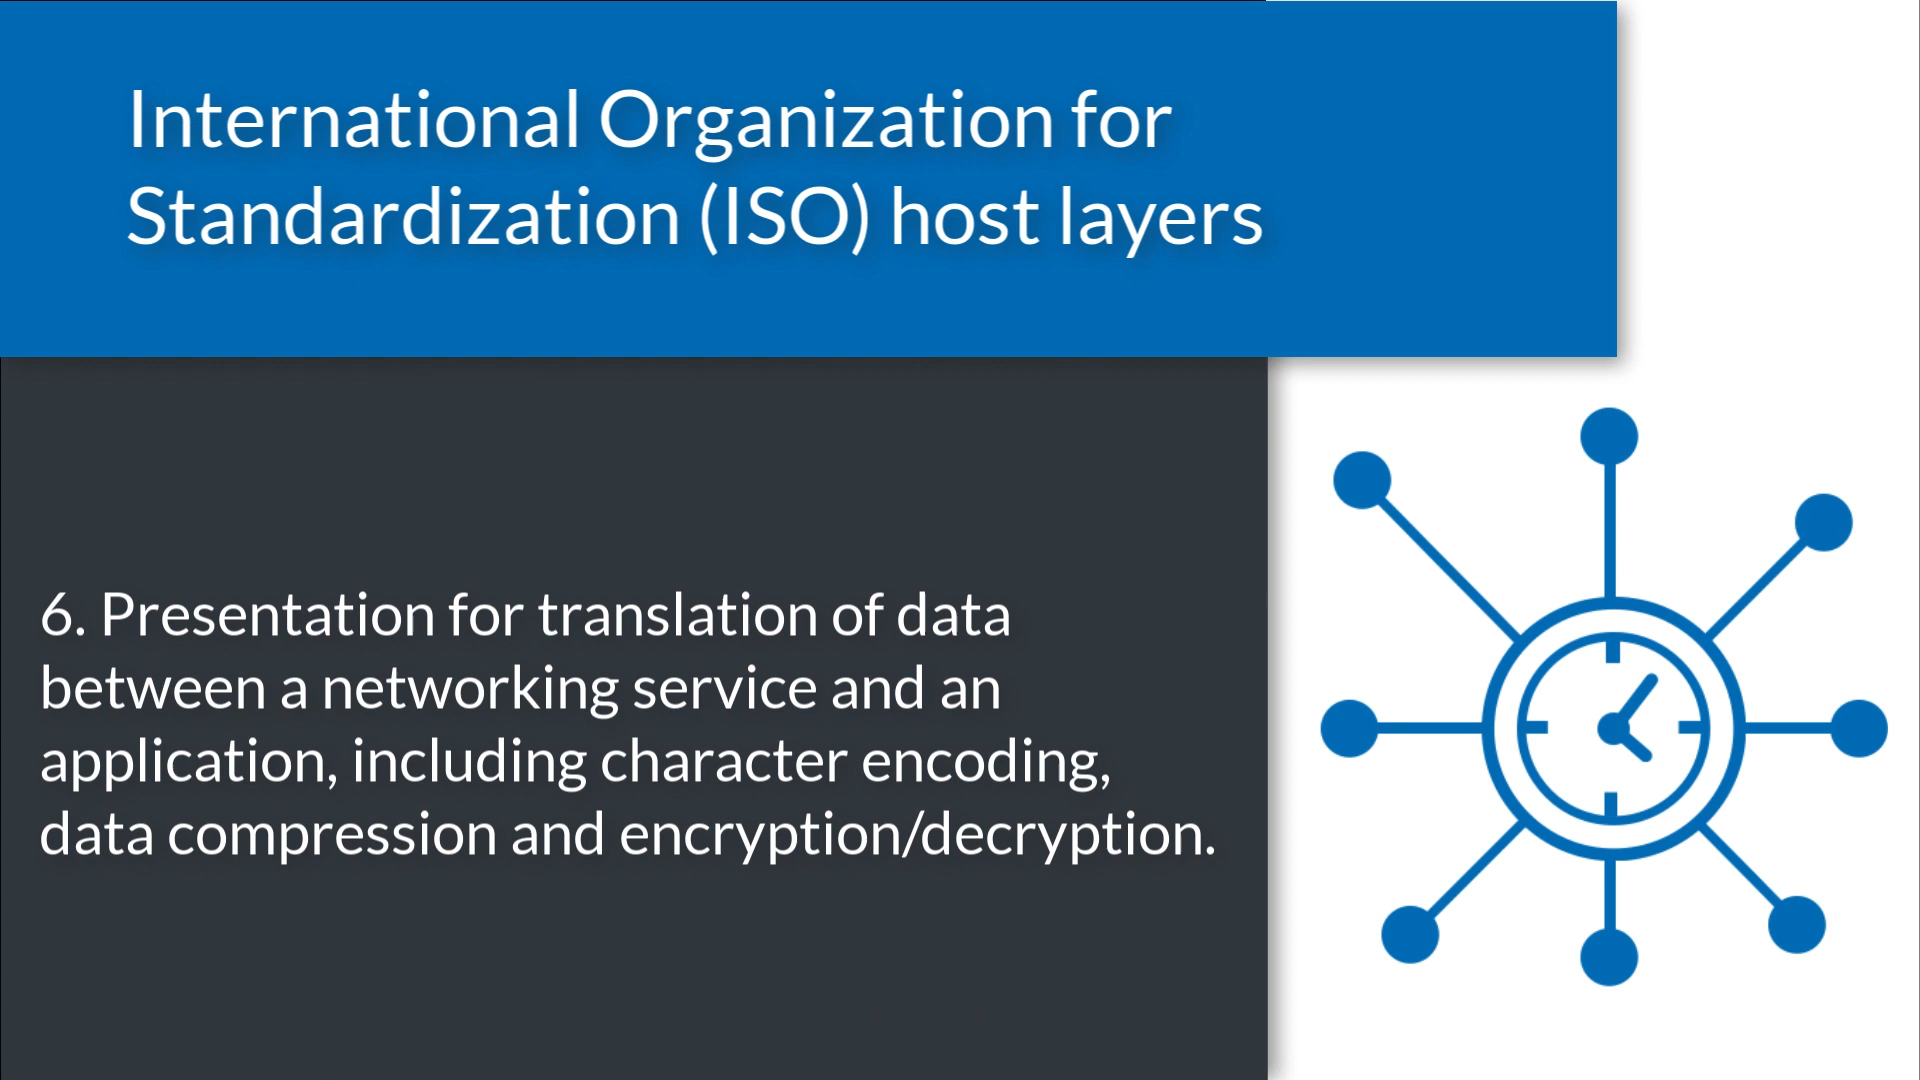 International Organization for
Standardization (ISO) host layers
6. Presentation for translation of data
between a networking service and an
application, including character encoding,
data compression and encryption/decryption.